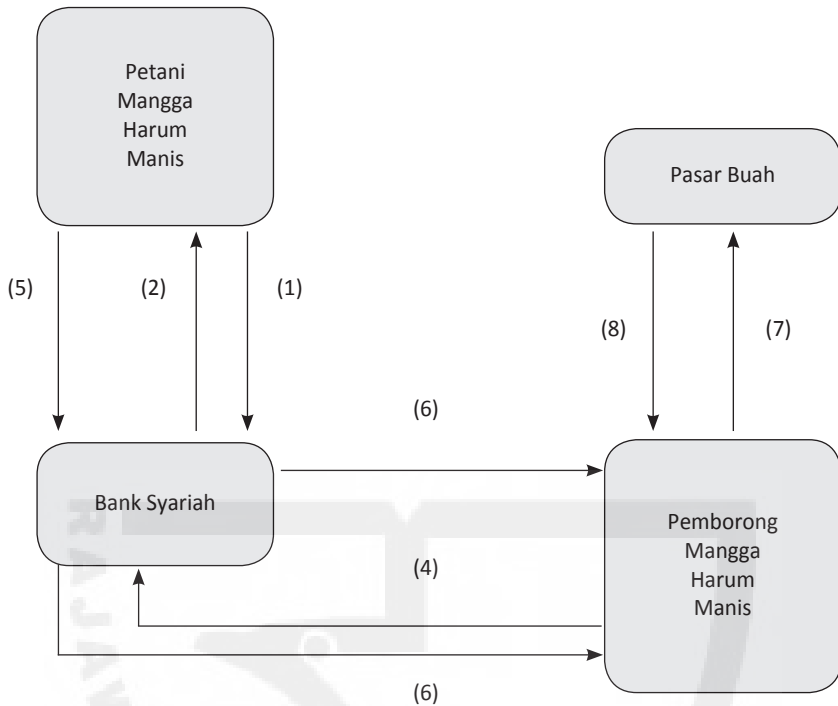 Petani
Mangga
Harum
Manis
Pasar Buah
(5)
(2)
(1)
(8)
(7)
(6)
Bank Syariah
Pemborong
Mangga
Harum
Manis
(4)
(6)
RAJAW